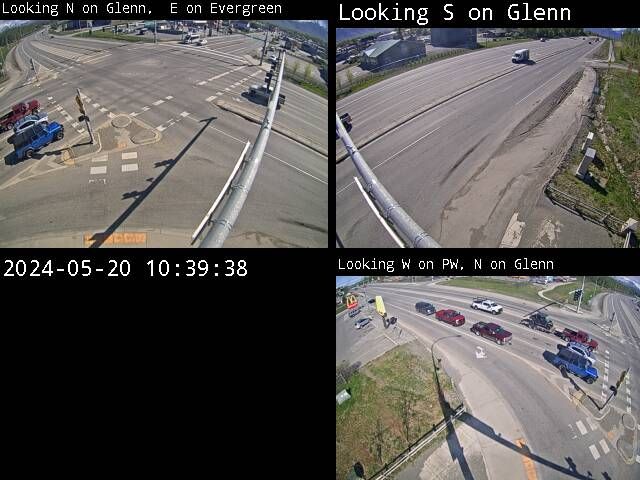 Looking N on Glenn, E on Evergreen
Looking S on Glenn
2024-05-20 10:39:38
Looking W on PW, N on Glenn